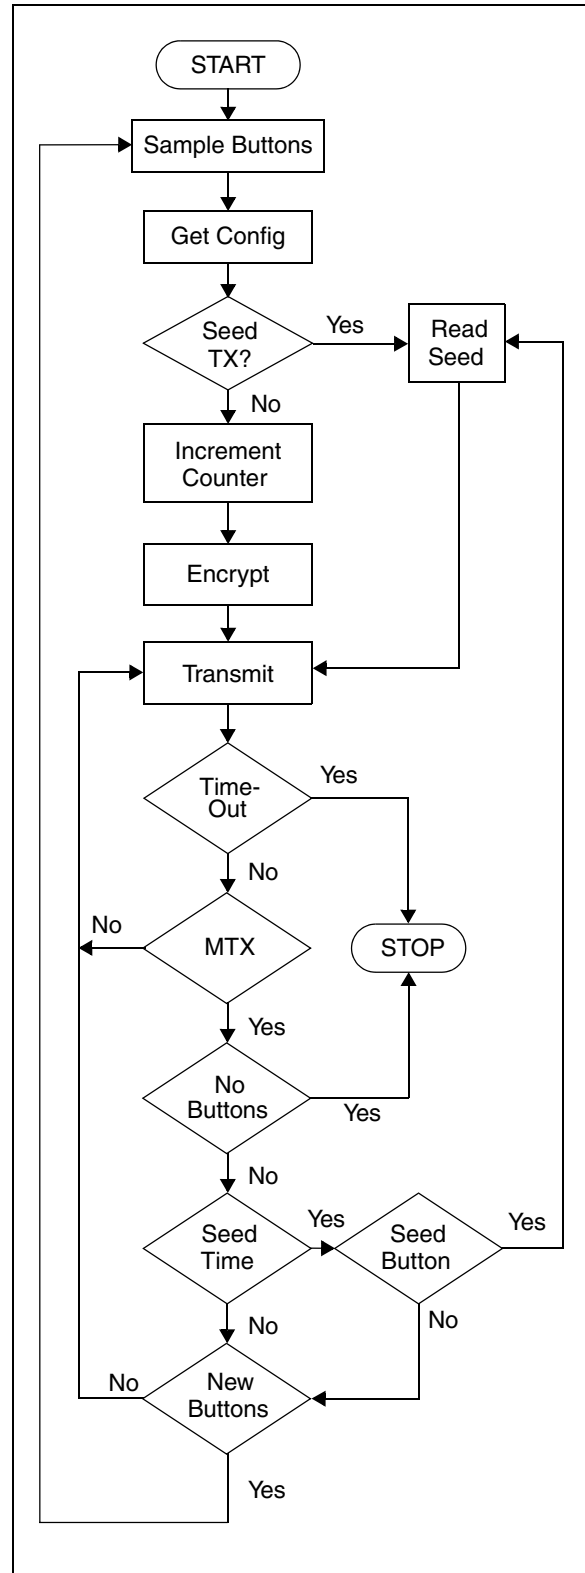 START
Sample Buttons
Get Config
Seed
TX?
Yes
Read
Seed
No
Increment
Counter
Encrypt
Transmit
Time-
Out
Yes
No
No
MTX
STOP
Yes
No
Buttons
Yes
No
Seed
Time
Yes
Seed
Button
Yes
No
No
No
New
Buttons
Yes